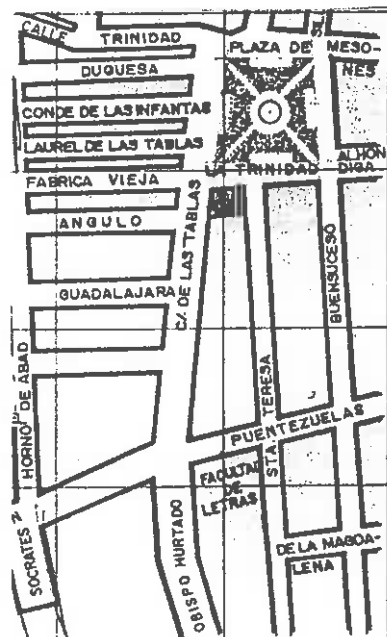 CALLE
TRINIDAD
PLAZA DE MESO-
NES
DUQUESA
CONDE DE LAS INFANTAS
LAUREL DE LAS TABLAS
LA TRINIDAD
ALHON
DIGA
FABRICA VIEJA
ANGULO
C/. DE LAS TABLAS
BUENSUCESO
GUADALAJARA
HORNO DE ABAD
STA. TERESA
PUENTEZUELAS
FACULTAD
DE
LETRAS
SOCRATES
OBISPO HURTADO
DE LA MAGDA-
LENA